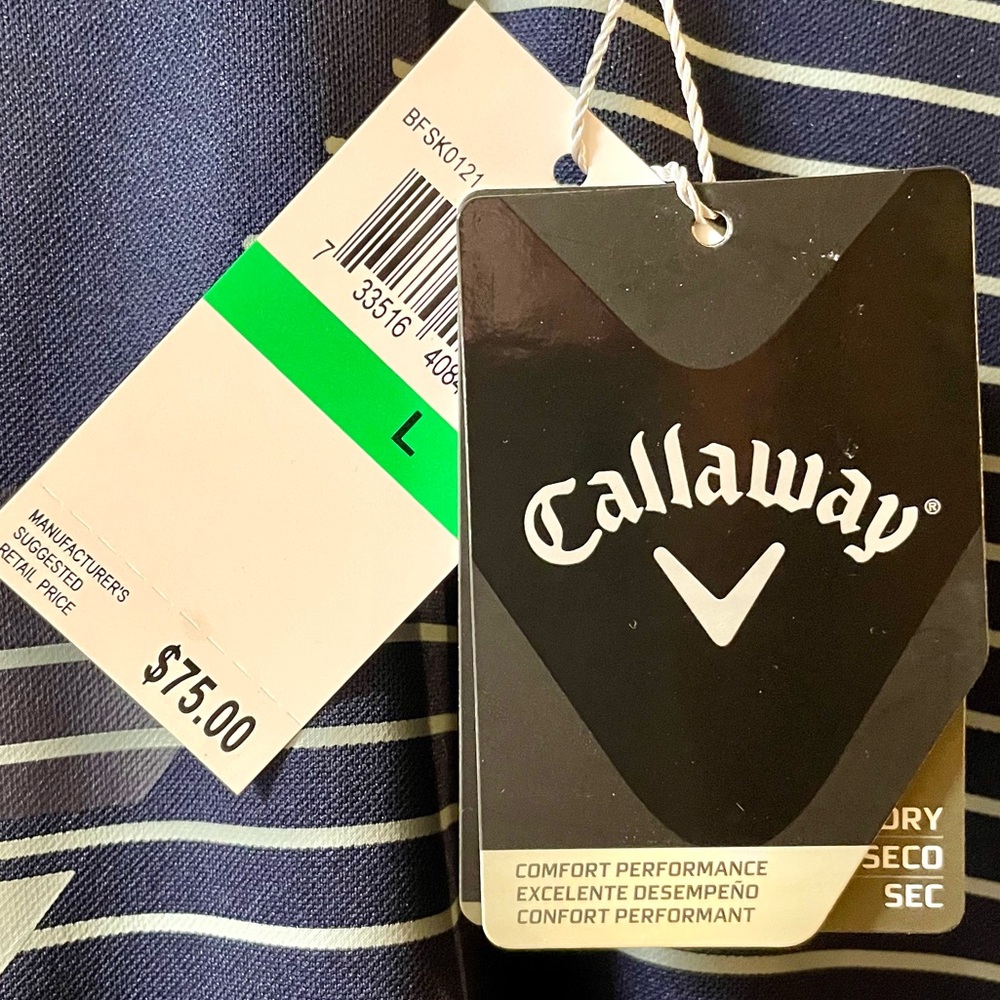 BFSK0121
7 33516 4084
L
MANUFACTURER'S
SUGGESTED
RETAIL PRICE
$75.00
Callaway®
COMFORT PERFORMANCE
EXCELENTE DESEMPEÑO
CONFORT PERFORMANT
DRY
SECO
SEC